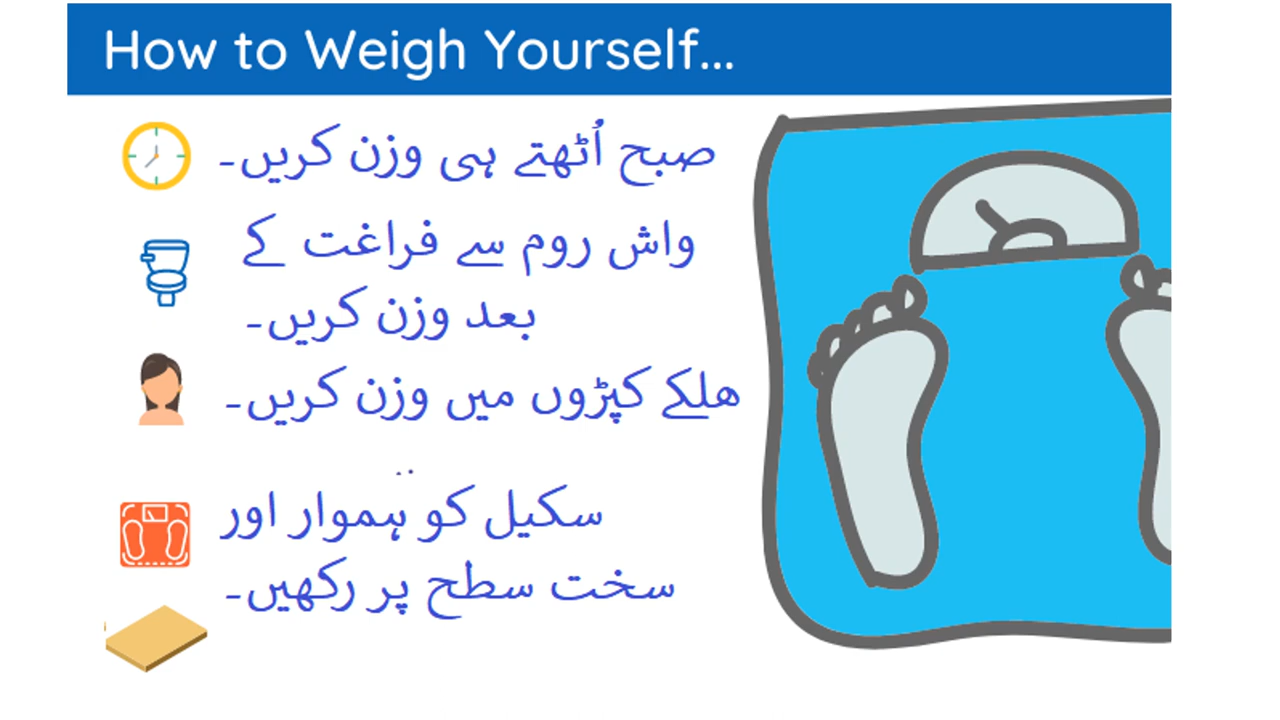 How to Weigh Yourself...
صبح اُٹھتے ہی وزن کریں۔
واش روم سے فراغت کے
بعد وزن کریں۔
ھلکے کپڑوں میں وزن کریں۔
سکیل کو ہموار اور
سخت سطح پر رکھیں۔